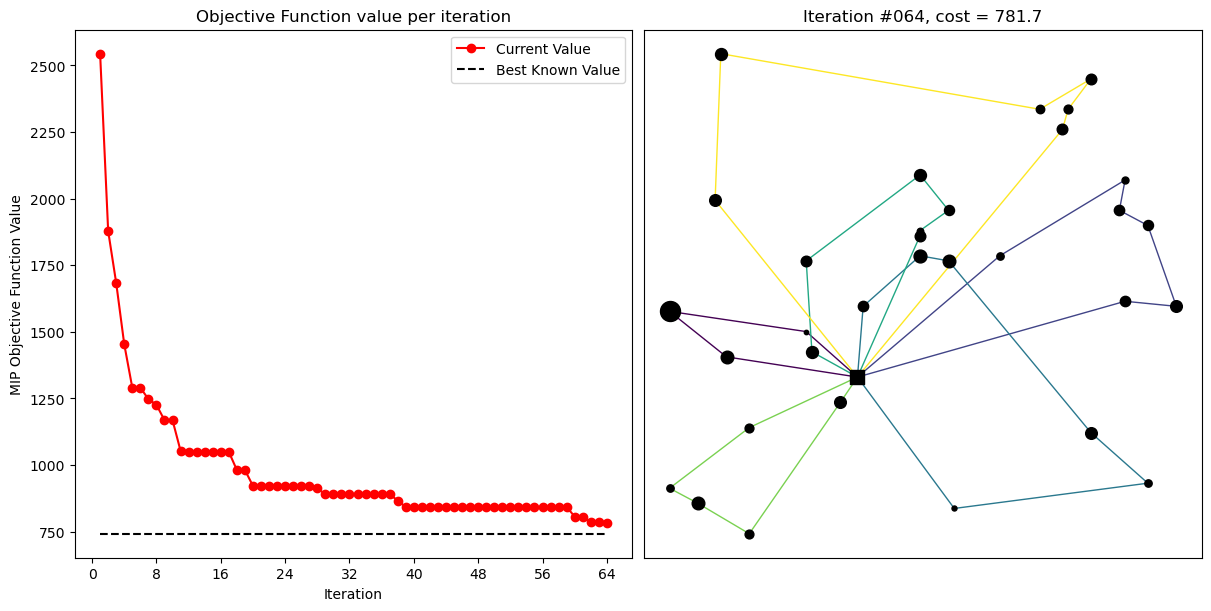 Objective Function value per iteration
Current Value
Best Known Value
MIP Objective Function Value
2500
2250
2000
1750
1500
1250
1000
750
0 8 16 24 32 40 48 56 64
Iteration
Iteration #064, cost = 781.7